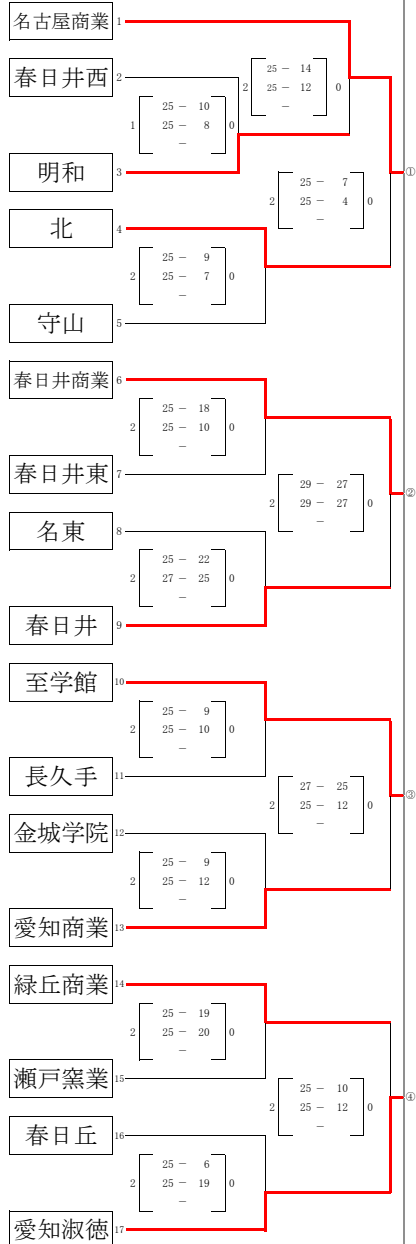 名古屋商業 1
春日井西 2
1 25 － 10 0
25 － 8
－
2 25 － 14 0
25 － 12
－
明和 3
①
2 25 － 7 0
25 － 4
－
北 4
2 25 － 9 0
25 － 7
－
守山 5
春日井商業 6
2 25 － 18 0
25 － 10
－
春日井東 7
②
2 29 － 27 0
29 － 27
－
名東 8
2 25 － 22 0
27 － 25
－
春日井 9
至学館 10
2 25 － 9 0
25 － 10
－
長久手 11
③
2 27 － 25 0
25 － 12
－
金城学院 12
2 25 － 9 0
25 － 12
－
愛知商業 13
緑丘商業 14
2 25 － 19 0
25 － 20
－
瀬戸窯業 15
④
2 25 － 10 0
25 － 12
－
春日丘 16
2 25 － 6 0
25 － 19
－
愛知淑徳 17